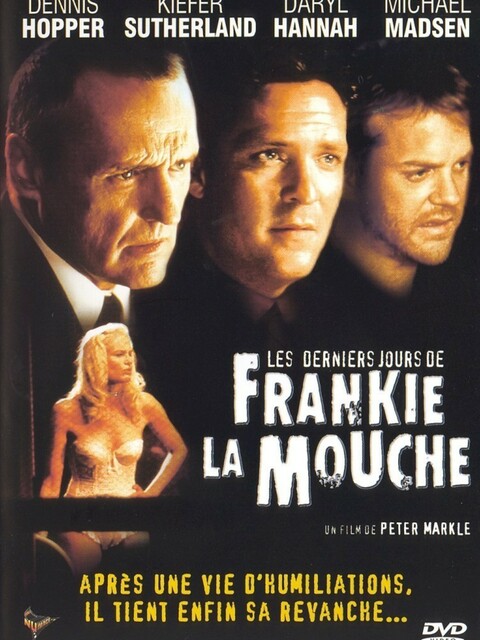 DENNIS KIEFER DARYL MICHAEL
HOPPER SUTHERLAND HANNAH MADSEN
LES DERNIERS JOURS DE
FRANKIE
LA MOUCHE
UN FILM DE PETER MARKLE
APRÈS UNE VIE D'HUMILIATIONS,
IL TIENT ENFIN SA REVANCHE...
DVD
VIDEO